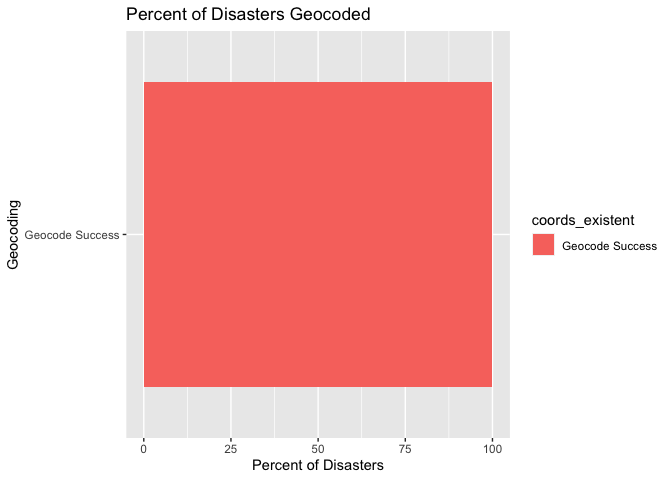 Percent of Disasters Geocoded
Geocoding
Geocode Success
0 25 50 75 100
Percent of Disasters
coords_existent
Geocode Success